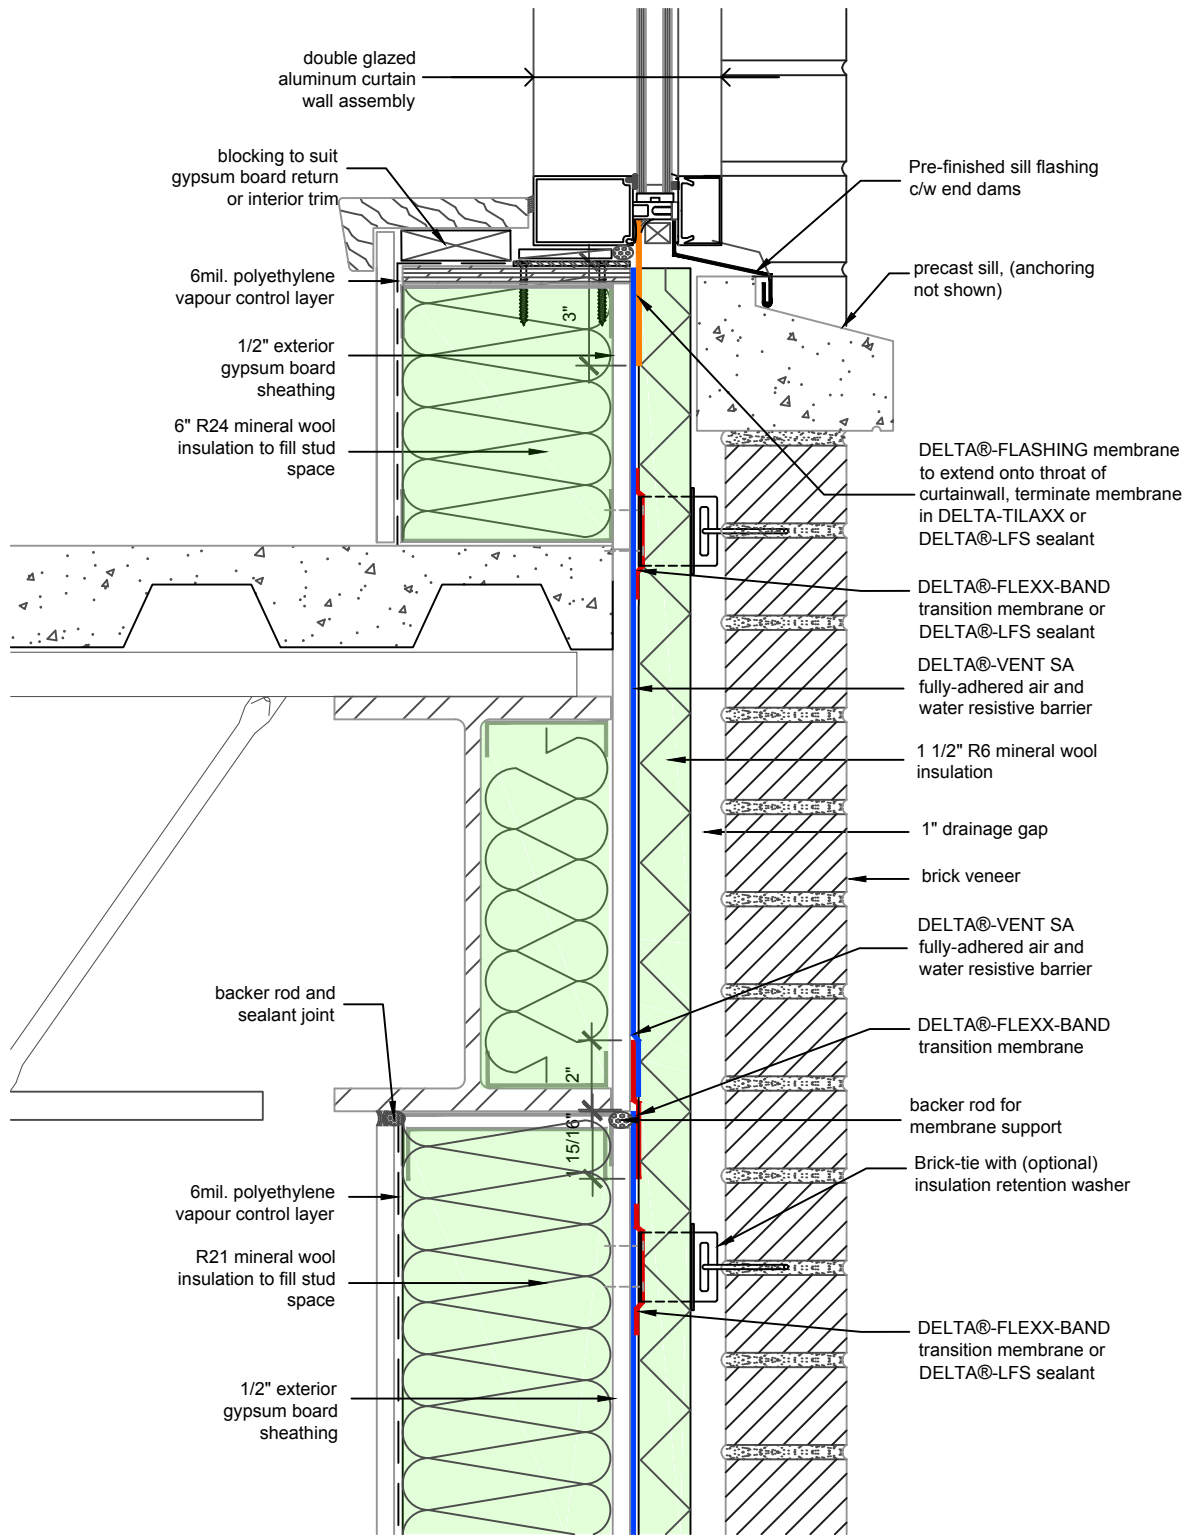 double glazed
aluminum curtain
wall assembly
blocking to suit
gypsum board return
or interior trim
Pre-finished sill flashing
c/w end dams
6mil. polyethylene
vapour control layer
precast sill, (anchoring
not shown)
3"
1/2" exterior
gypsum board
sheathing
6" R24 mineral wool
insulation to fill stud
space
DELTA®-FLASHING membrane
to extend onto throat of
curtainwall, terminate membrane
in DELTA-TILAXX or
DELTA®-LFS sealant
DELTA®-FLEXX-BAND
transition membrane or
DELTA®-LFS sealant
DELTA®-VENT SA
fully-adhered air and
water resistive barrier
1 1/2" R6 mineral wool
insulation
1" drainage gap
brick veneer
DELTA®-VENT SA
fully-adhered air and
water resistive barrier
backer rod and
sealant joint
DELTA®-FLEXX-BAND
transition membrane
2"
15/16"
backer rod for
membrane support
Brick-tie with (optional)
insulation retention washer
6mil. polyethylene
vapour control layer
R21 mineral wool
insulation to fill stud
space
DELTA®-FLEXX-BAND
transition membrane or
DELTA®-LFS sealant
1/2" exterior
gypsum board
sheathing